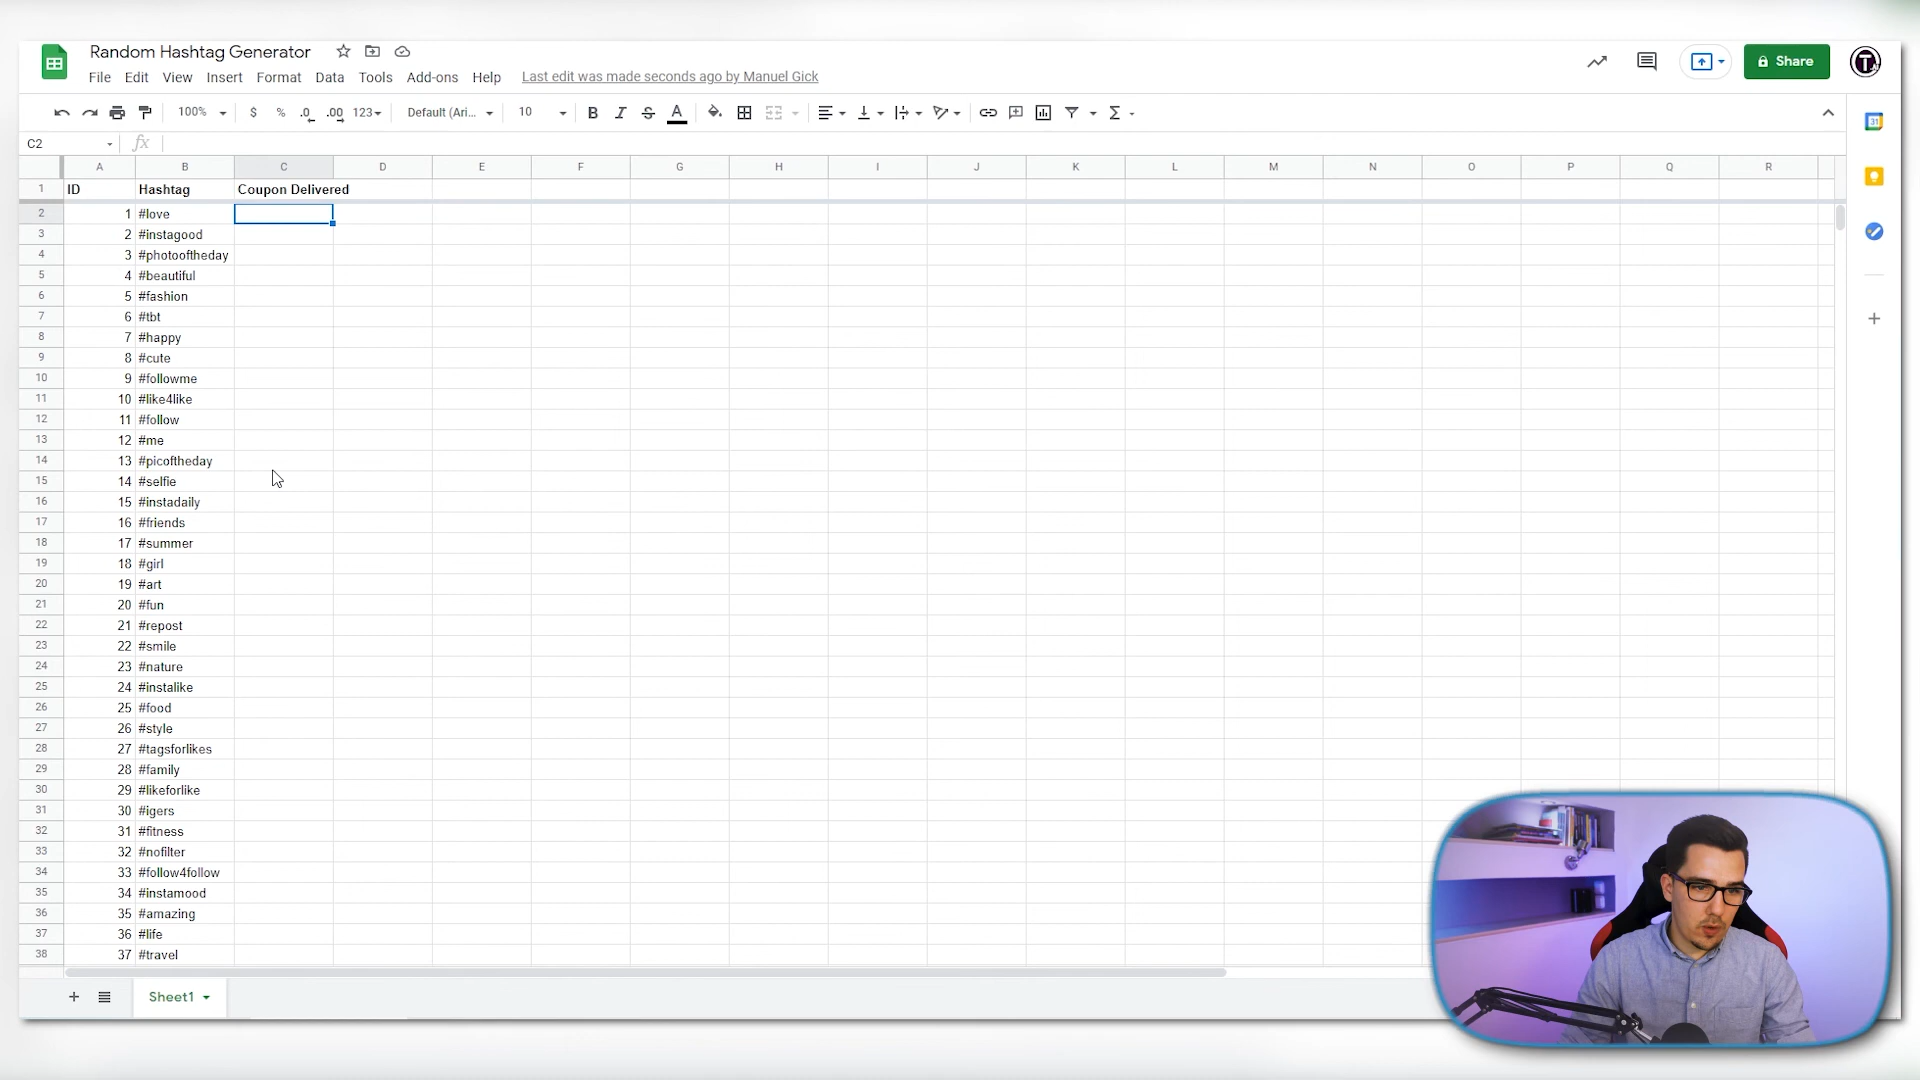 Random Hashtag Generator
File Edit View Insert Format Data Tools Add-ons Help Last edit was made seconds ago by Manuel Gick
Share
100% $ % .0 .00 123 Default (Ari... 10 B I S A
C2 fx
31
A B C D E F G H I J K L M N O P Q R
1 ID Hashtag Coupon Delivered
2 1 #love
3 2 #instagood
4 3 #photooftheday
5 4 #beautiful
6 5 #fashion
7 6 #tbt
8 7 #happy
9 8 #cute
10 9 #followme
11 10 #like4like
12 11 #follow
13 12 #me
14 13 #picoftheday
15 14 #selfie
16 15 #instadaily
17 16 #friends
18 17 #summer
19 18 #girl
20 19 #art
21 20 #fun
22 21 #repost
23 22 #smile
24 23 #nature
25 24 #instalike
26 25 #food
27 26 #style
28 27 #tagsforlikes
29 28 #family
30 29 #likeforlike
31 30 #igers
32 31 #fitness
33 32 #nofilter
34 33 #follow4follow
35 34 #instamood
36 35 #amazing
37 36 #life
38 37 #travel
Sheet1